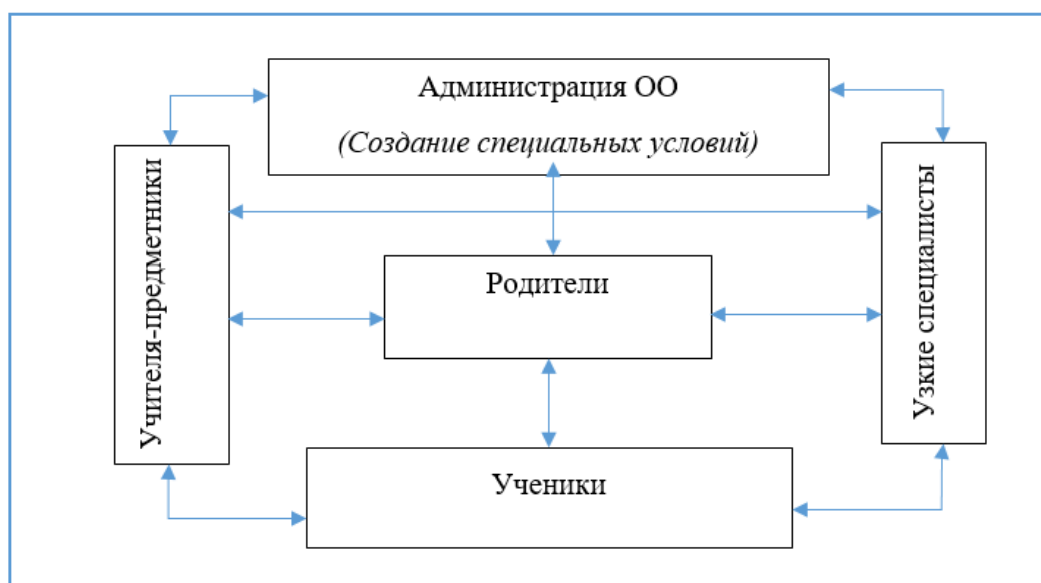 Администрация ОО
(Создание специальных условий)
Учителя-предметники
Родители
Узкие специалисты
Ученики